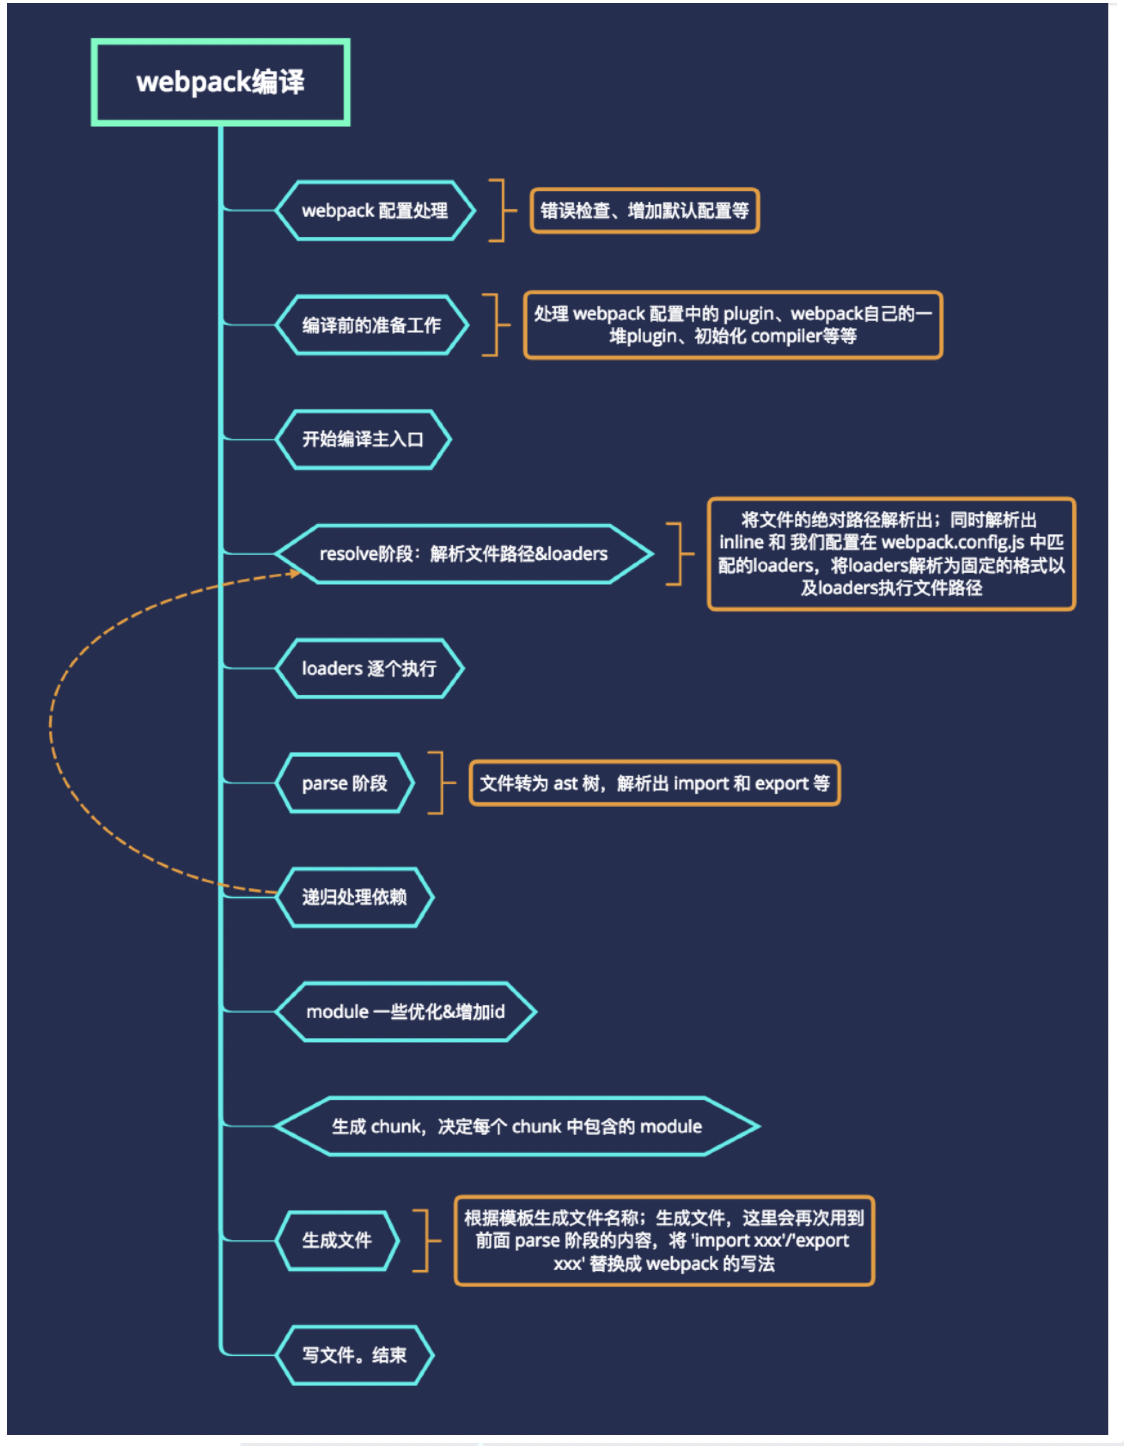 webpack编译
webpack 配置处理
错误检查、增加默认配置等
编译前的准备工作
处理 webpack 配置中的 plugin、webpack自己的一
堆plugin、初始化 compiler等等
开始编译主入口
resolve阶段：解析文件路径&loaders
将文件的绝对路径解析出；同时解析出
inline 和 我们配置在 webpack.config.js 中匹
配的loaders，将loaders解析为固定的格式以
及loaders执行文件路径
loaders 逐个执行
parse 阶段
文件转为 ast 树，解析出 import 和 export 等
递归处理依赖
module 一些优化&增加id
生成 chunk，决定每个 chunk 中包含的 module
生成文件
根据模板生成文件名称；生成文件，这里会再次用到
前面 parse 阶段的内容，将 'import xxx'/'export
xxx' 替换成 webpack 的写法
写文件。结束